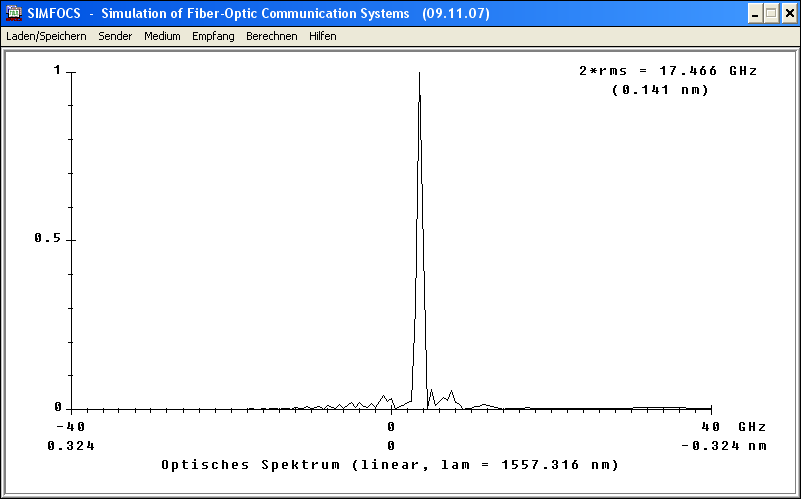 SIMFOCS - Simulation of Fiber-Optic Communication Systems (09.11.07)
Laden/Speichern Sender Medium Empfang Berechnen Hilfen
1
2*rms = 17.466 GHz
(0.141 nm)
0.5
0
-40 0 40 GHz
0.324 0 -0.324 nm
Optisches Spektrum (linear, lam = 1557.316 nm)